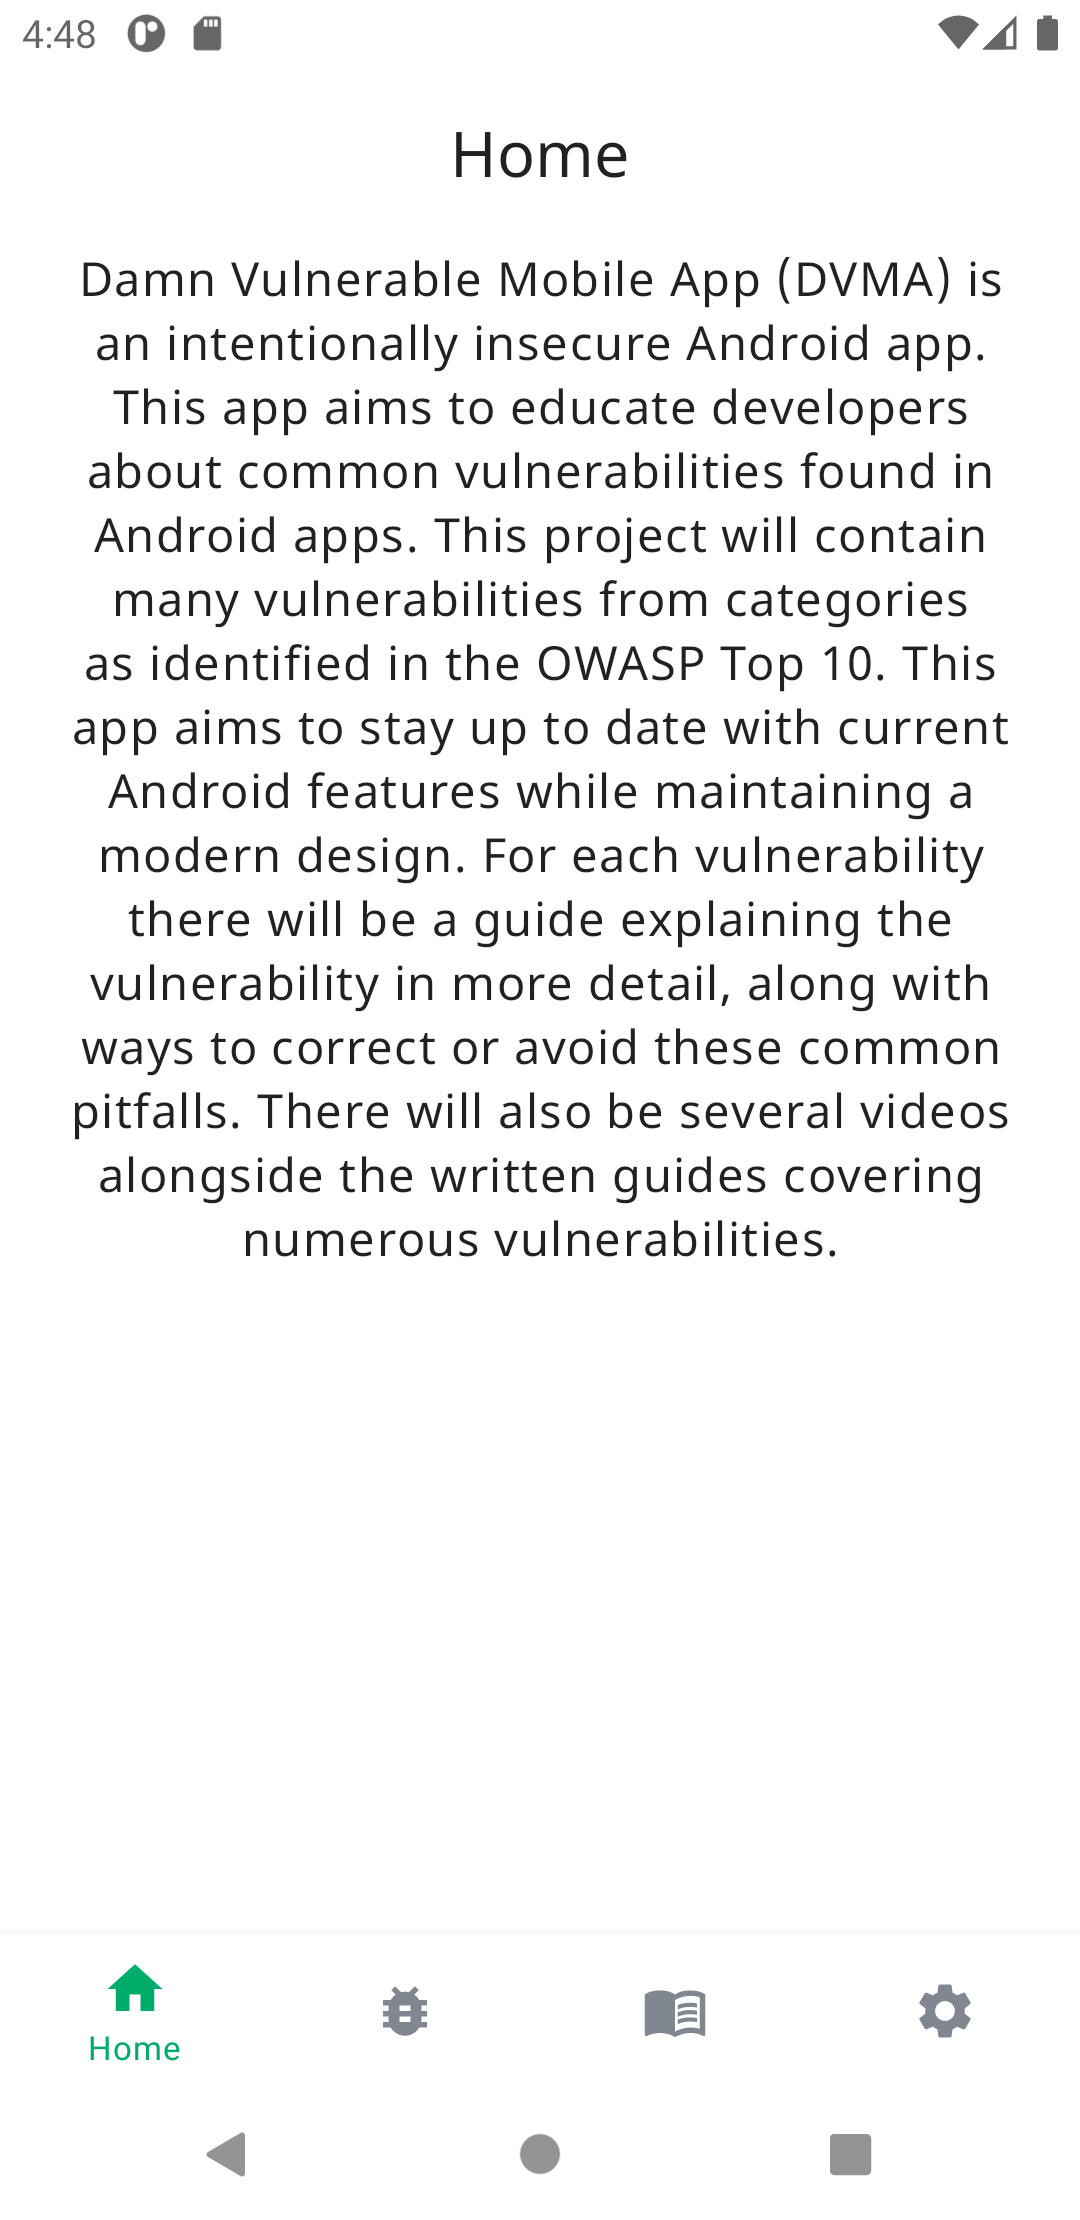 4:48
Home
Damn Vulnerable Mobile App (DVMA) is
an intentionally insecure Android app.
This app aims to educate developers
about common vulnerabilities found in
Android apps. This project will contain
many vulnerabilities from categories
as identified in the OWASP Top 10. This
app aims to stay up to date with current
Android features while maintaining a
modern design. For each vulnerability
there will be a guide explaining the
vulnerability in more detail, along with
ways to correct or avoid these common
pitfalls. There will also be several videos
alongside the written guides covering
numerous vulnerabilities.
Home